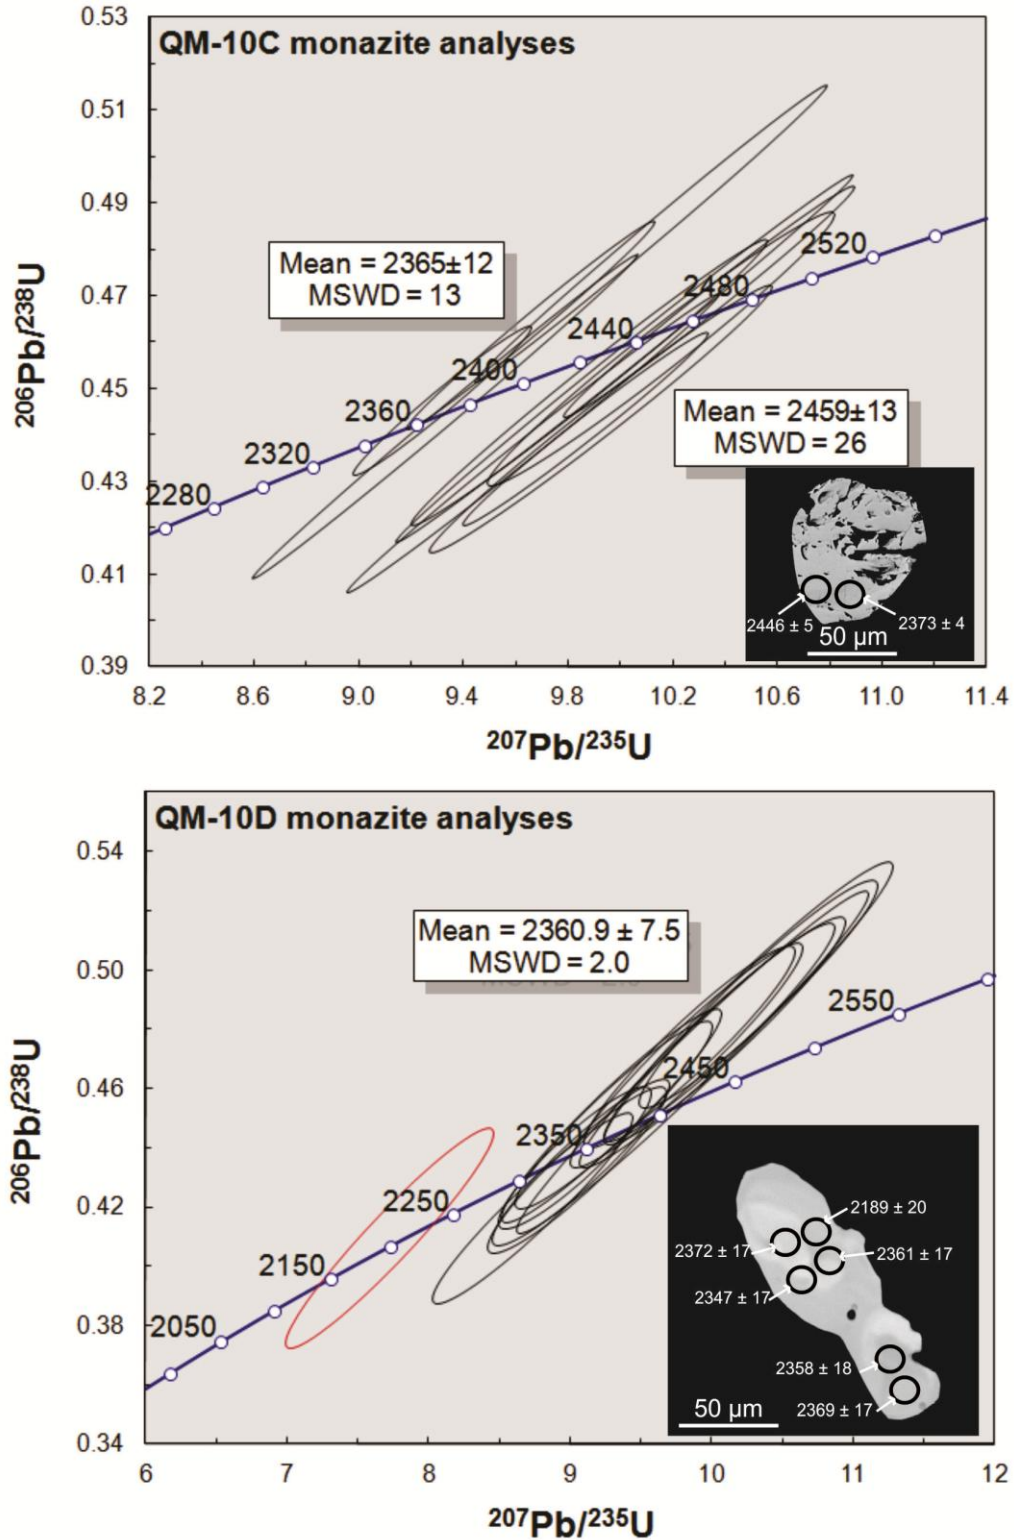 QM-10C monazite analyses
0.53
0.51
0.49
0.47
0.45
0.43
0.41
0.39
206Pb/238U
Mean = 2365±12
MSWD = 13
2520
2480
2440
2400
2360
2320
2280
Mean = 2459±13
MSWD = 26
2446 ± 5
2373 ± 4
50 µm
8.2 8.6 9.0 9.4 9.8 10.2 10.6 11.0 11.4
207Pb/235U
QM-10D monazite analyses
0.54
0.50
0.46
0.42
0.38
0.34
206Pb/238U
Mean = 2360.9 ± 7.5
MSWD = 2.0
2550
2450
2350
2250
2150
2050
2189 ± 20
2372 ± 17
2361 ± 17
2347 ± 17
2358 ± 18
2369 ± 17
50 µm
6 7 8 9 10 11 12
207Pb/235U